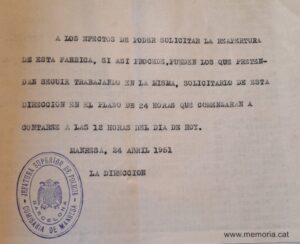 A LOS EFECTOS DE PODER SOLICITAR LA REAPERTURA
DE ESTA FABRICA, SI ASI PROCEDE, PUEDEN LOS QUE PRETEN-
DEN SEGUIR TRABAJANDO EN LA MISMA, SOLICITARLO DE ESTA
DIRECCION EN EL PLAZO DE 24 HORAS QUE COMENZARAN A
CONTARSE A LAS 12 HORAS DEL DIA DE HOY.
MANRESA, 24 ABRIL 1951
LA DIRECCION
JEFATURA SUPERIOR DE POLICIA
BARCELONA
COMISARIA DE MANRESA
www.memoria.cat